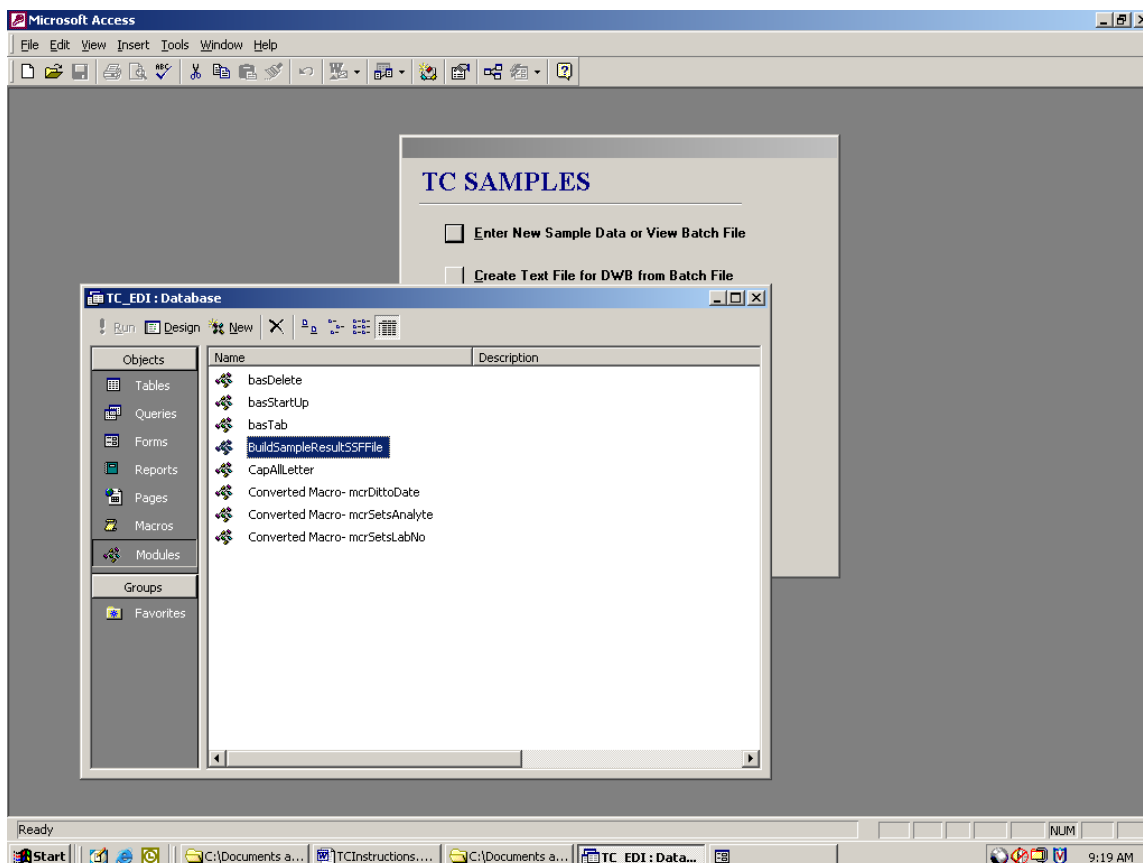 Microsoft Access
File Edit View Insert Tools Window Help
TC SAMPLES
Enter New Sample Data or View Batch File
Create Text File for DWB from Batch File
TC_EDI : Database
Run Design New
Objects
Tables
Queries
Forms
Reports
Pages
Macros
Modules
Groups
Favorites
Name Description
basDelete
basStartUp
basTab
BuildSampleResultSSFFile
CapAllLetter
Converted Macro- mcrDittoDate
Converted Macro- mcrSetsAnalyte
Converted Macro- mcrSetsLabNo
Ready NUM
Start C:\Documents a... TCInstructions.... C:\Documents a... TC_EDI : Data... 9:19 AM